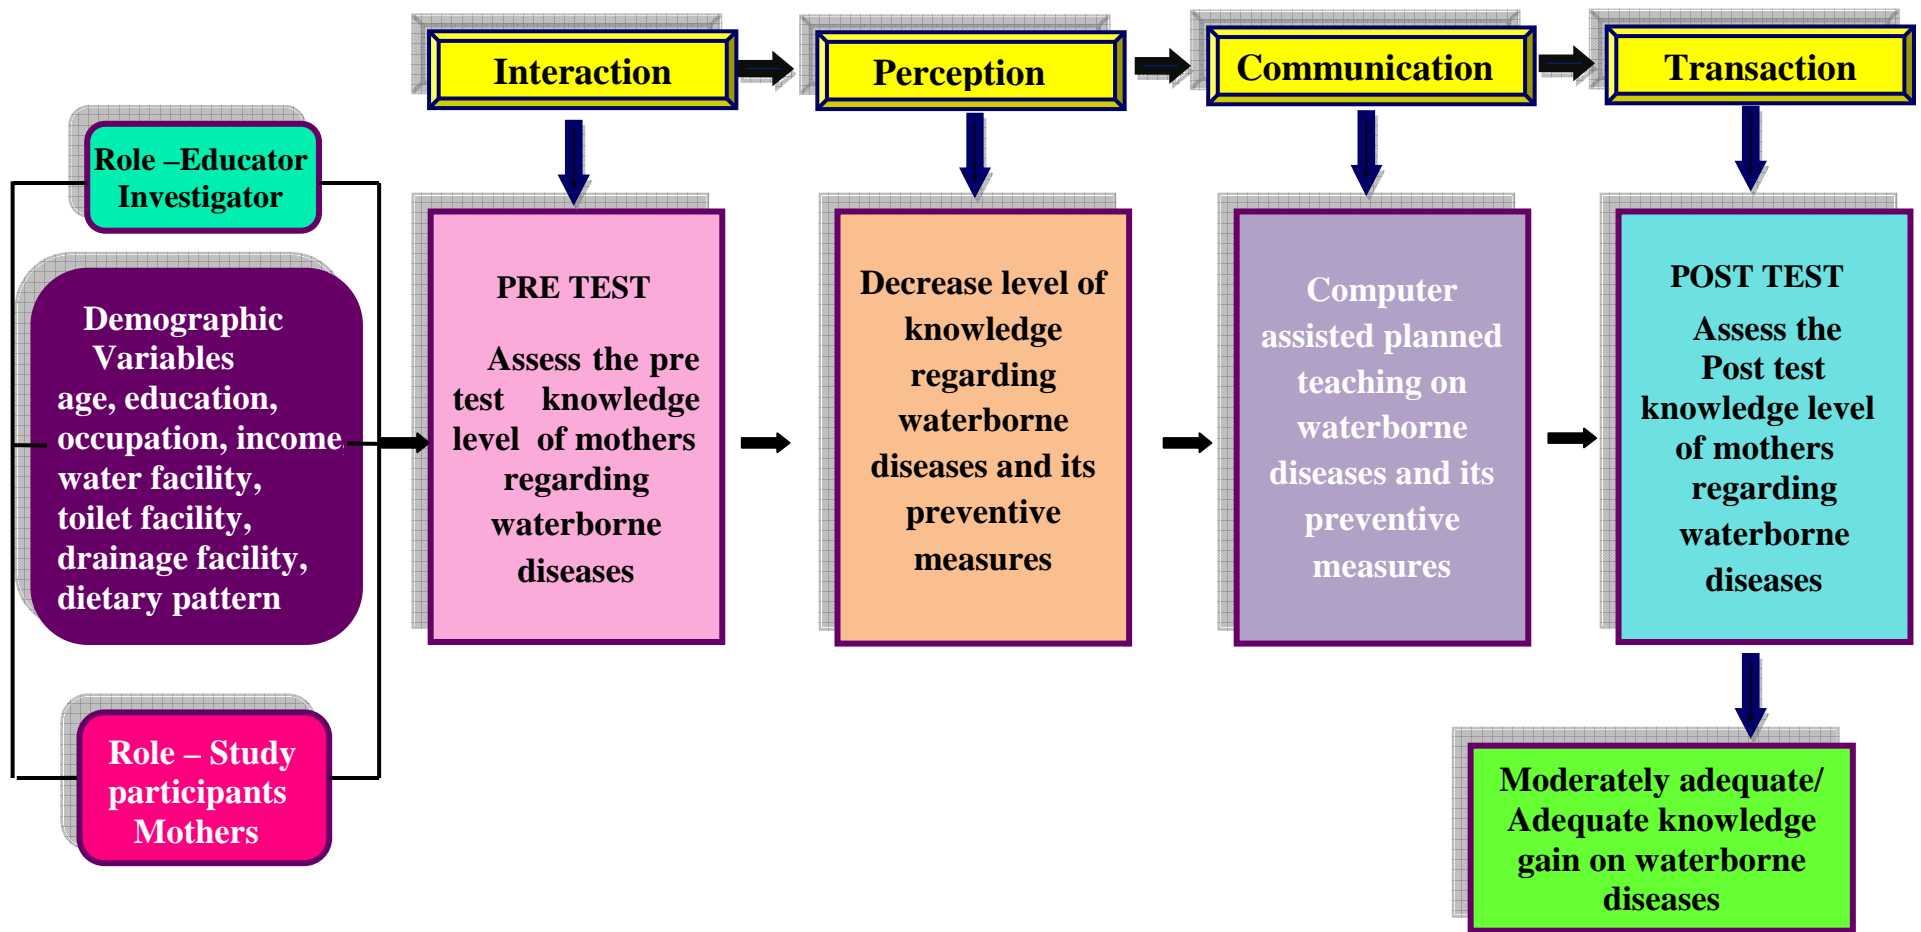 Interaction
Perception
Communication
Transaction
Role –Educator
Investigator
Demographic
Variables
age, education,
occupation, income,
water facility,
toilet facility,
drainage facility,
dietary pattern
Role – Study
participants
Mothers
PRE TEST
Assess the pre
test knowledge
level of mothers
regarding
waterborne
diseases
Decrease level of
knowledge
regarding
waterborne
diseases and its
preventive
measures
Computer
assisted planned
teaching on
waterborne
diseases and its
preventive
measures
POST TEST
Assess the
Post test
knowledge level
of mothers
regarding
waterborne
diseases
Moderately adequate/
Adequate knowledge
gain on waterborne
diseases